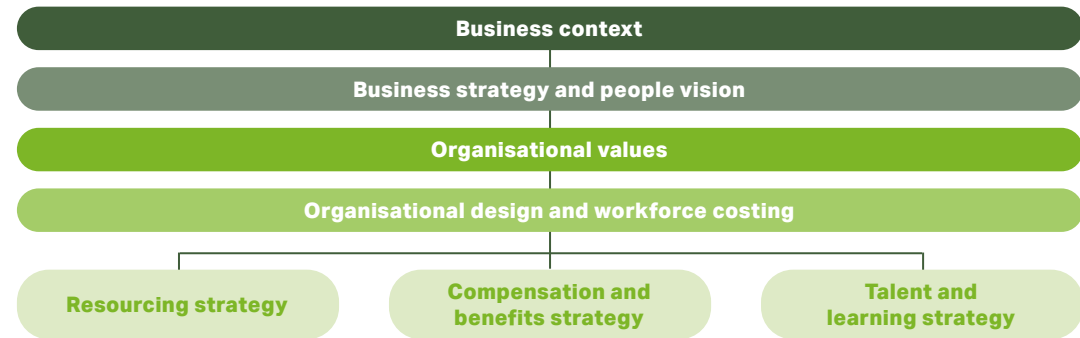 Business context
Business strategy and people vision
Organisational values
Organisational design and workforce costing
Resourcing strategy
Compensation and
benefits strategy
Talent and
learning strategy